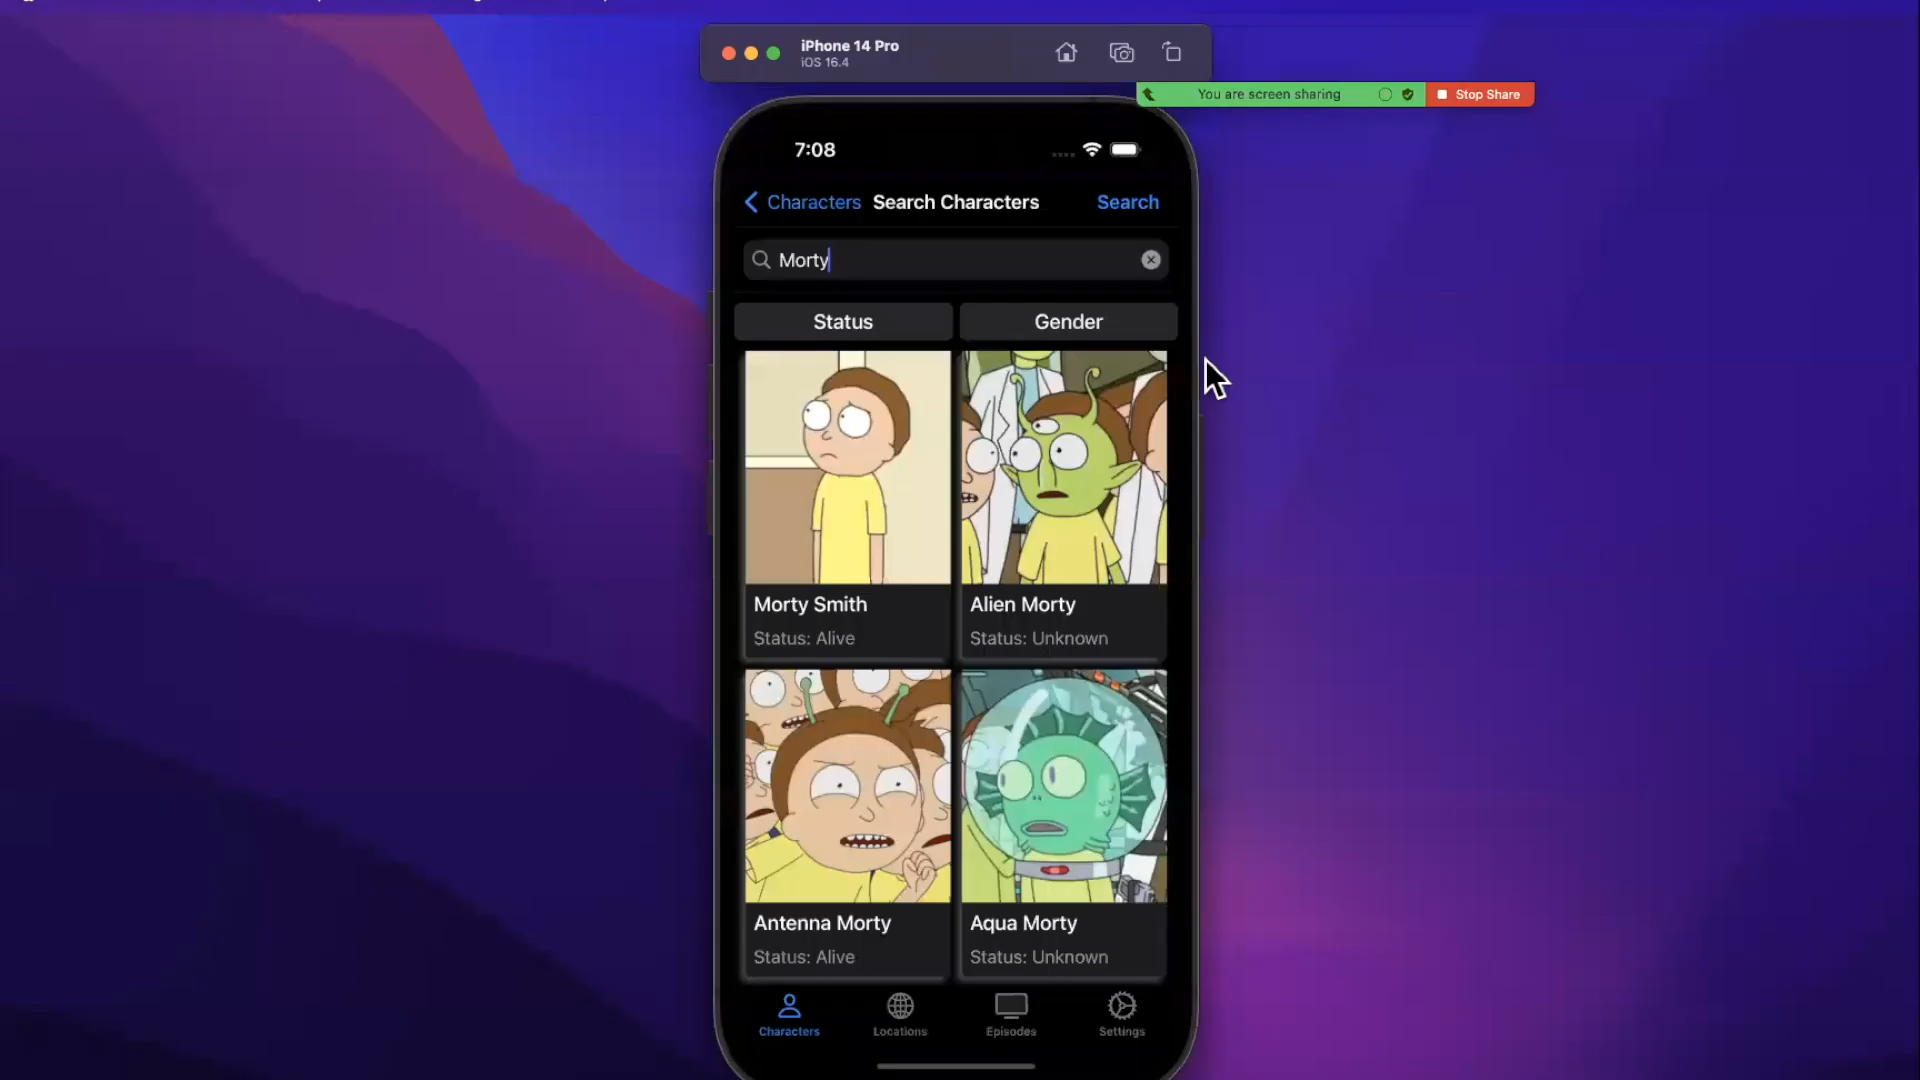 iPhone 14 Pro
iOS 16.4
You are screen sharing
Stop Share
7:08
Characters
Search Characters
Search
Morty
Status
Gender
Morty Smith
Status: Alive
Alien Morty
Status: Unknown
Antenna Morty
Status: Alive
Aqua Morty
Status: Unknown
Characters
Locations
Episodes
Settings